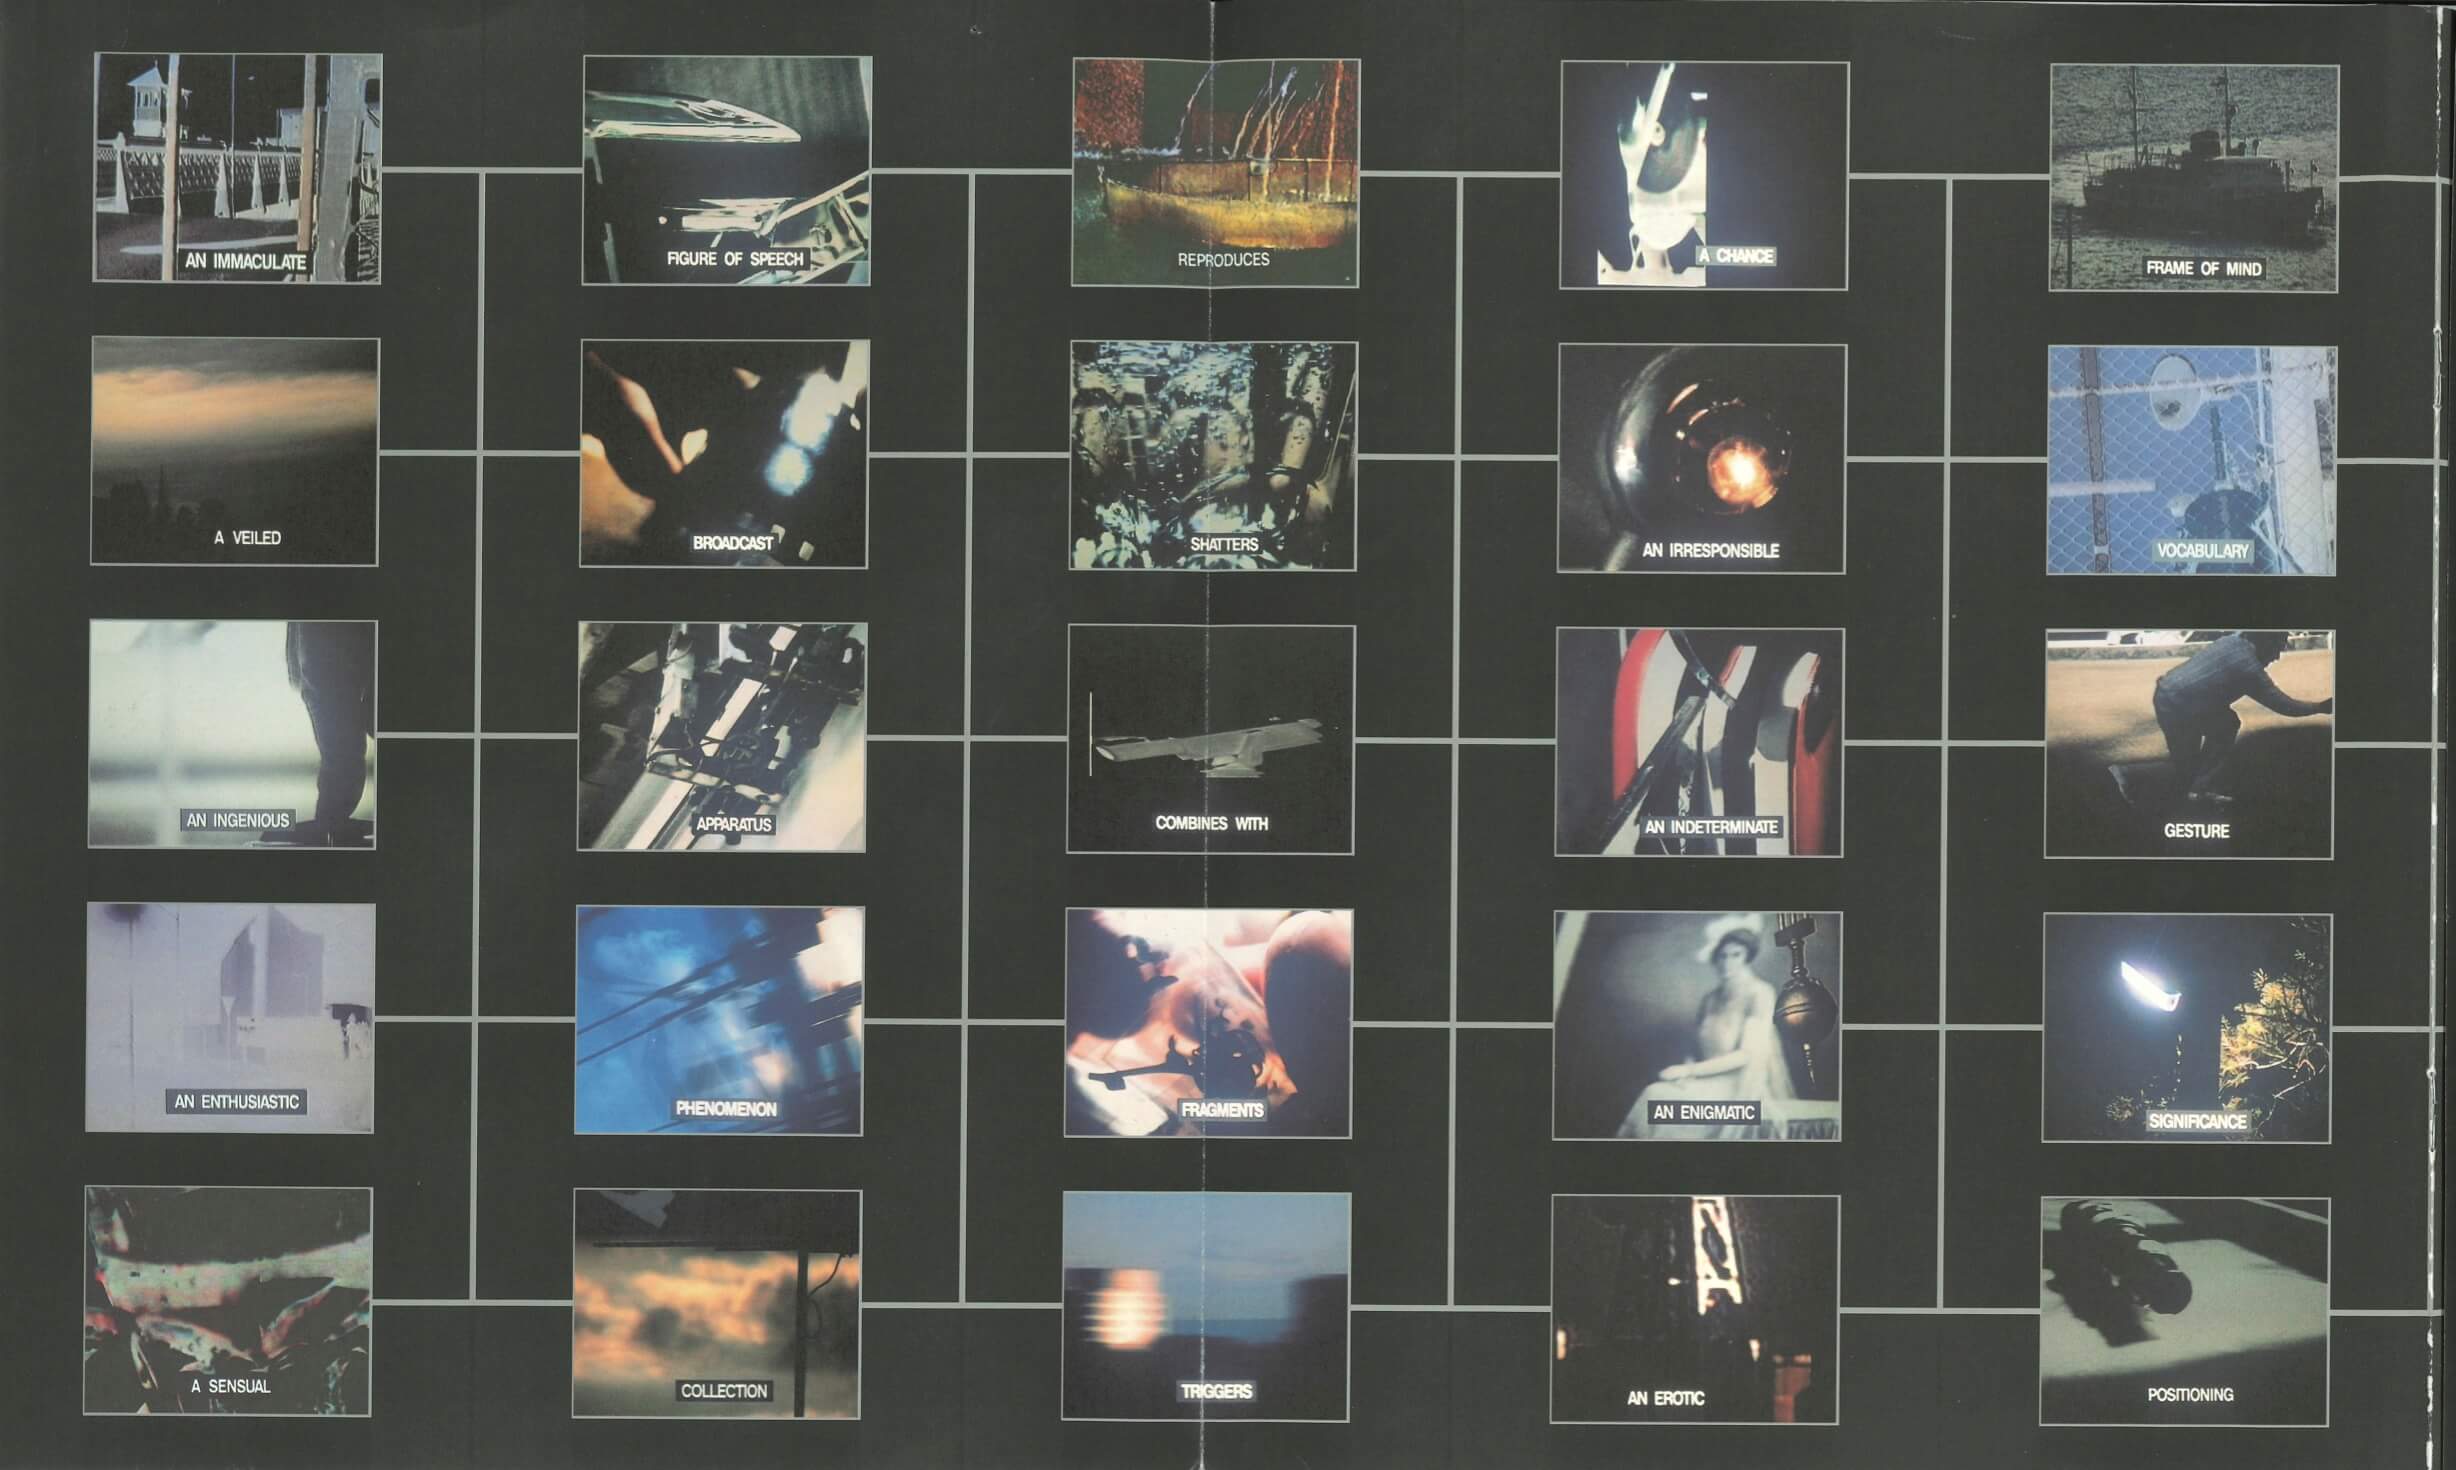 AN IMMACULATE
FIGURE OF SPEECH
REPRODUCES
A CHANCE
FRAME OF MIND
A VEILED
BROADCAST
SHATTERS
AN IRRESPONSIBLE
VOCABULARY
AN INGENIOUS
APPARATUS
COMBINES WITH
AN INDETERMINATE
GESTURE
AN ENTHUSIASTIC
PHENOMENON
FRAGMENTS
AN ENIGMATIC
SIGNIFICANCE
A SENSUAL
COLLECTION
TRIGGERS
AN EROTIC
POSITIONING